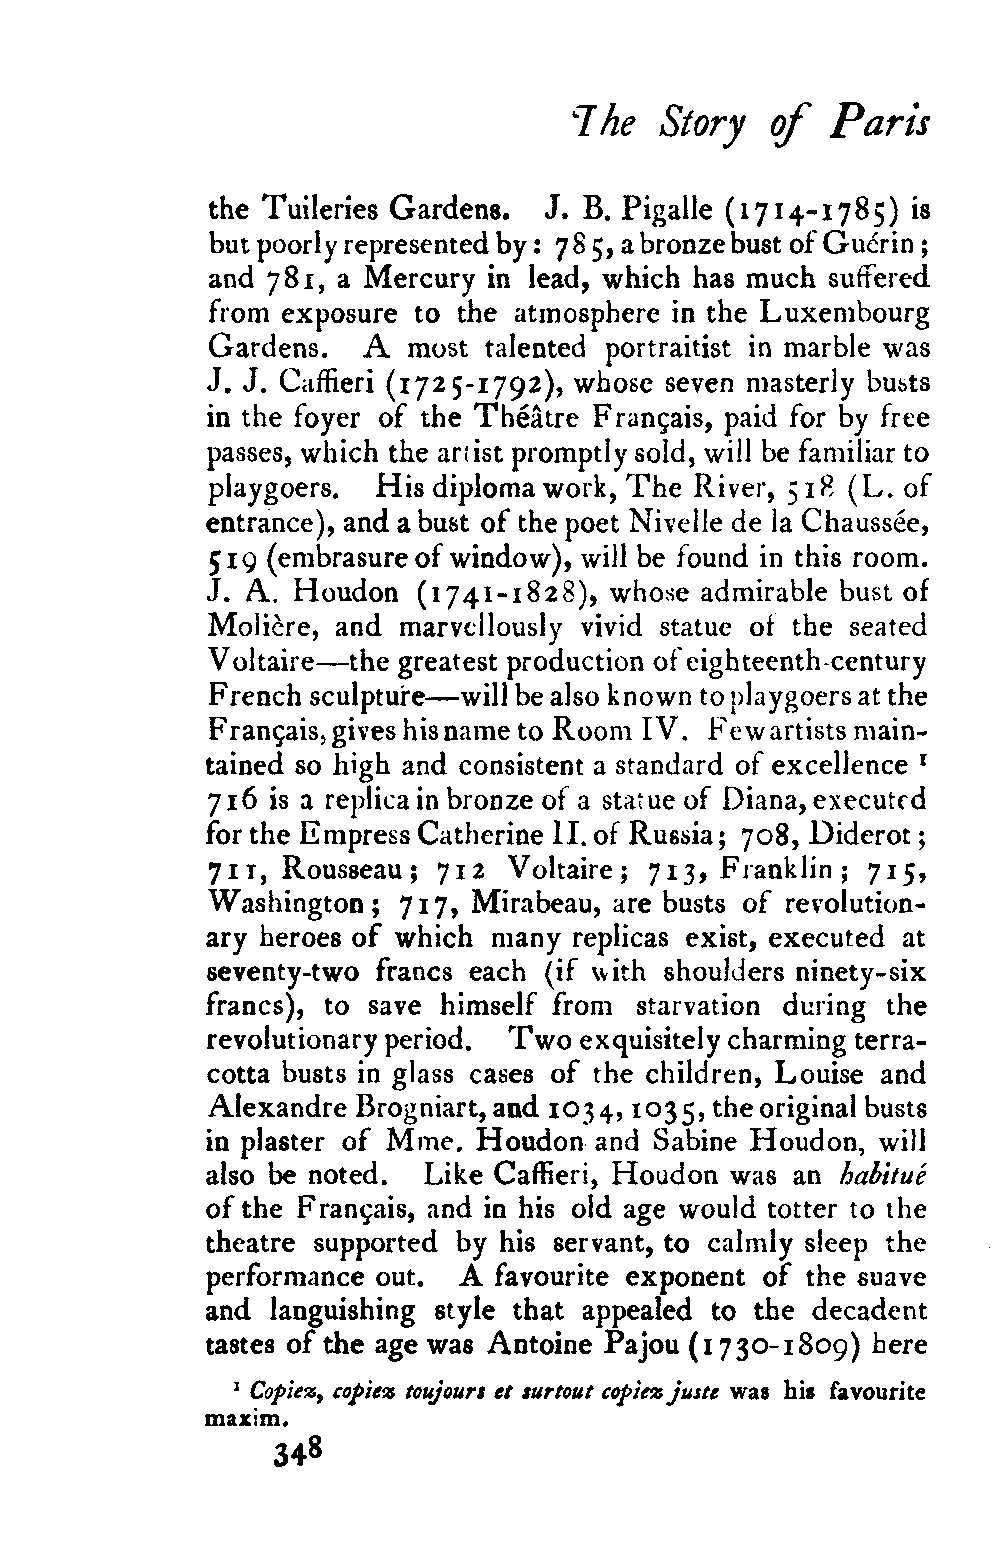 The Story of Paris
the Tuileries Gardens. J. B. Pigalle (1714-1785) is
but poorly represented by: 785, a bronze bust of Guérin;
and 781, a Mercury in lead, which has much suffered
from exposure to the atmosphere in the Luxembourg
Gardens. A most talented portraitist in marble was
J. J. Caffieri (1725-1792), whose seven masterly busts
in the foyer of the Théâtre Français, paid for by free
passes, which the artist promptly sold, will be familiar to
playgoers. His diploma work, The River, 518 (L. of
entrance), and a bust of the poet Nivelle de la Chaussée,
519 (embrasure of window), will be found in this room.
J. A. Houdon (1741-1828), whose admirable bust of
Molière, and marvellously vivid statue of the seated
Voltaire—the greatest production of eighteenth-century
French sculpture—will be also known to playgoers at the
Français, gives his name to Room IV. Few artists main-
tained so high and consistent a standard of excellence ¹
716 is a replica in bronze of a statue of Diana, executed
for the Empress Catherine II. of Russia; 708, Diderot;
711, Rousseau; 712 Voltaire; 713, Franklin; 715,
Washington; 717, Mirabeau, are busts of revolution-
ary heroes of which many replicas exist, executed at
seventy-two francs each (if with shoulders ninety-six
francs), to save himself from starvation during the
revolutionary period. Two exquisitely charming terra-
cotta busts in glass cases of the children, Louise and
Alexandre Brogniart, and 1034, 1035, the original busts
in plaster of Mme. Houdon and Sabine Houdon, will
also be noted. Like Caffieri, Houdon was an habitué
of the Français, and in his old age would totter to the
theatre supported by his servant, to calmly sleep the
performance out. A favourite exponent of the suave
and languishing style that appealed to the decadent
tastes of the age was Antoine Pajou (1730-1809) here
¹ Copiez, copiez toujours et surtout copiez juste was his favourite
maxim.
348